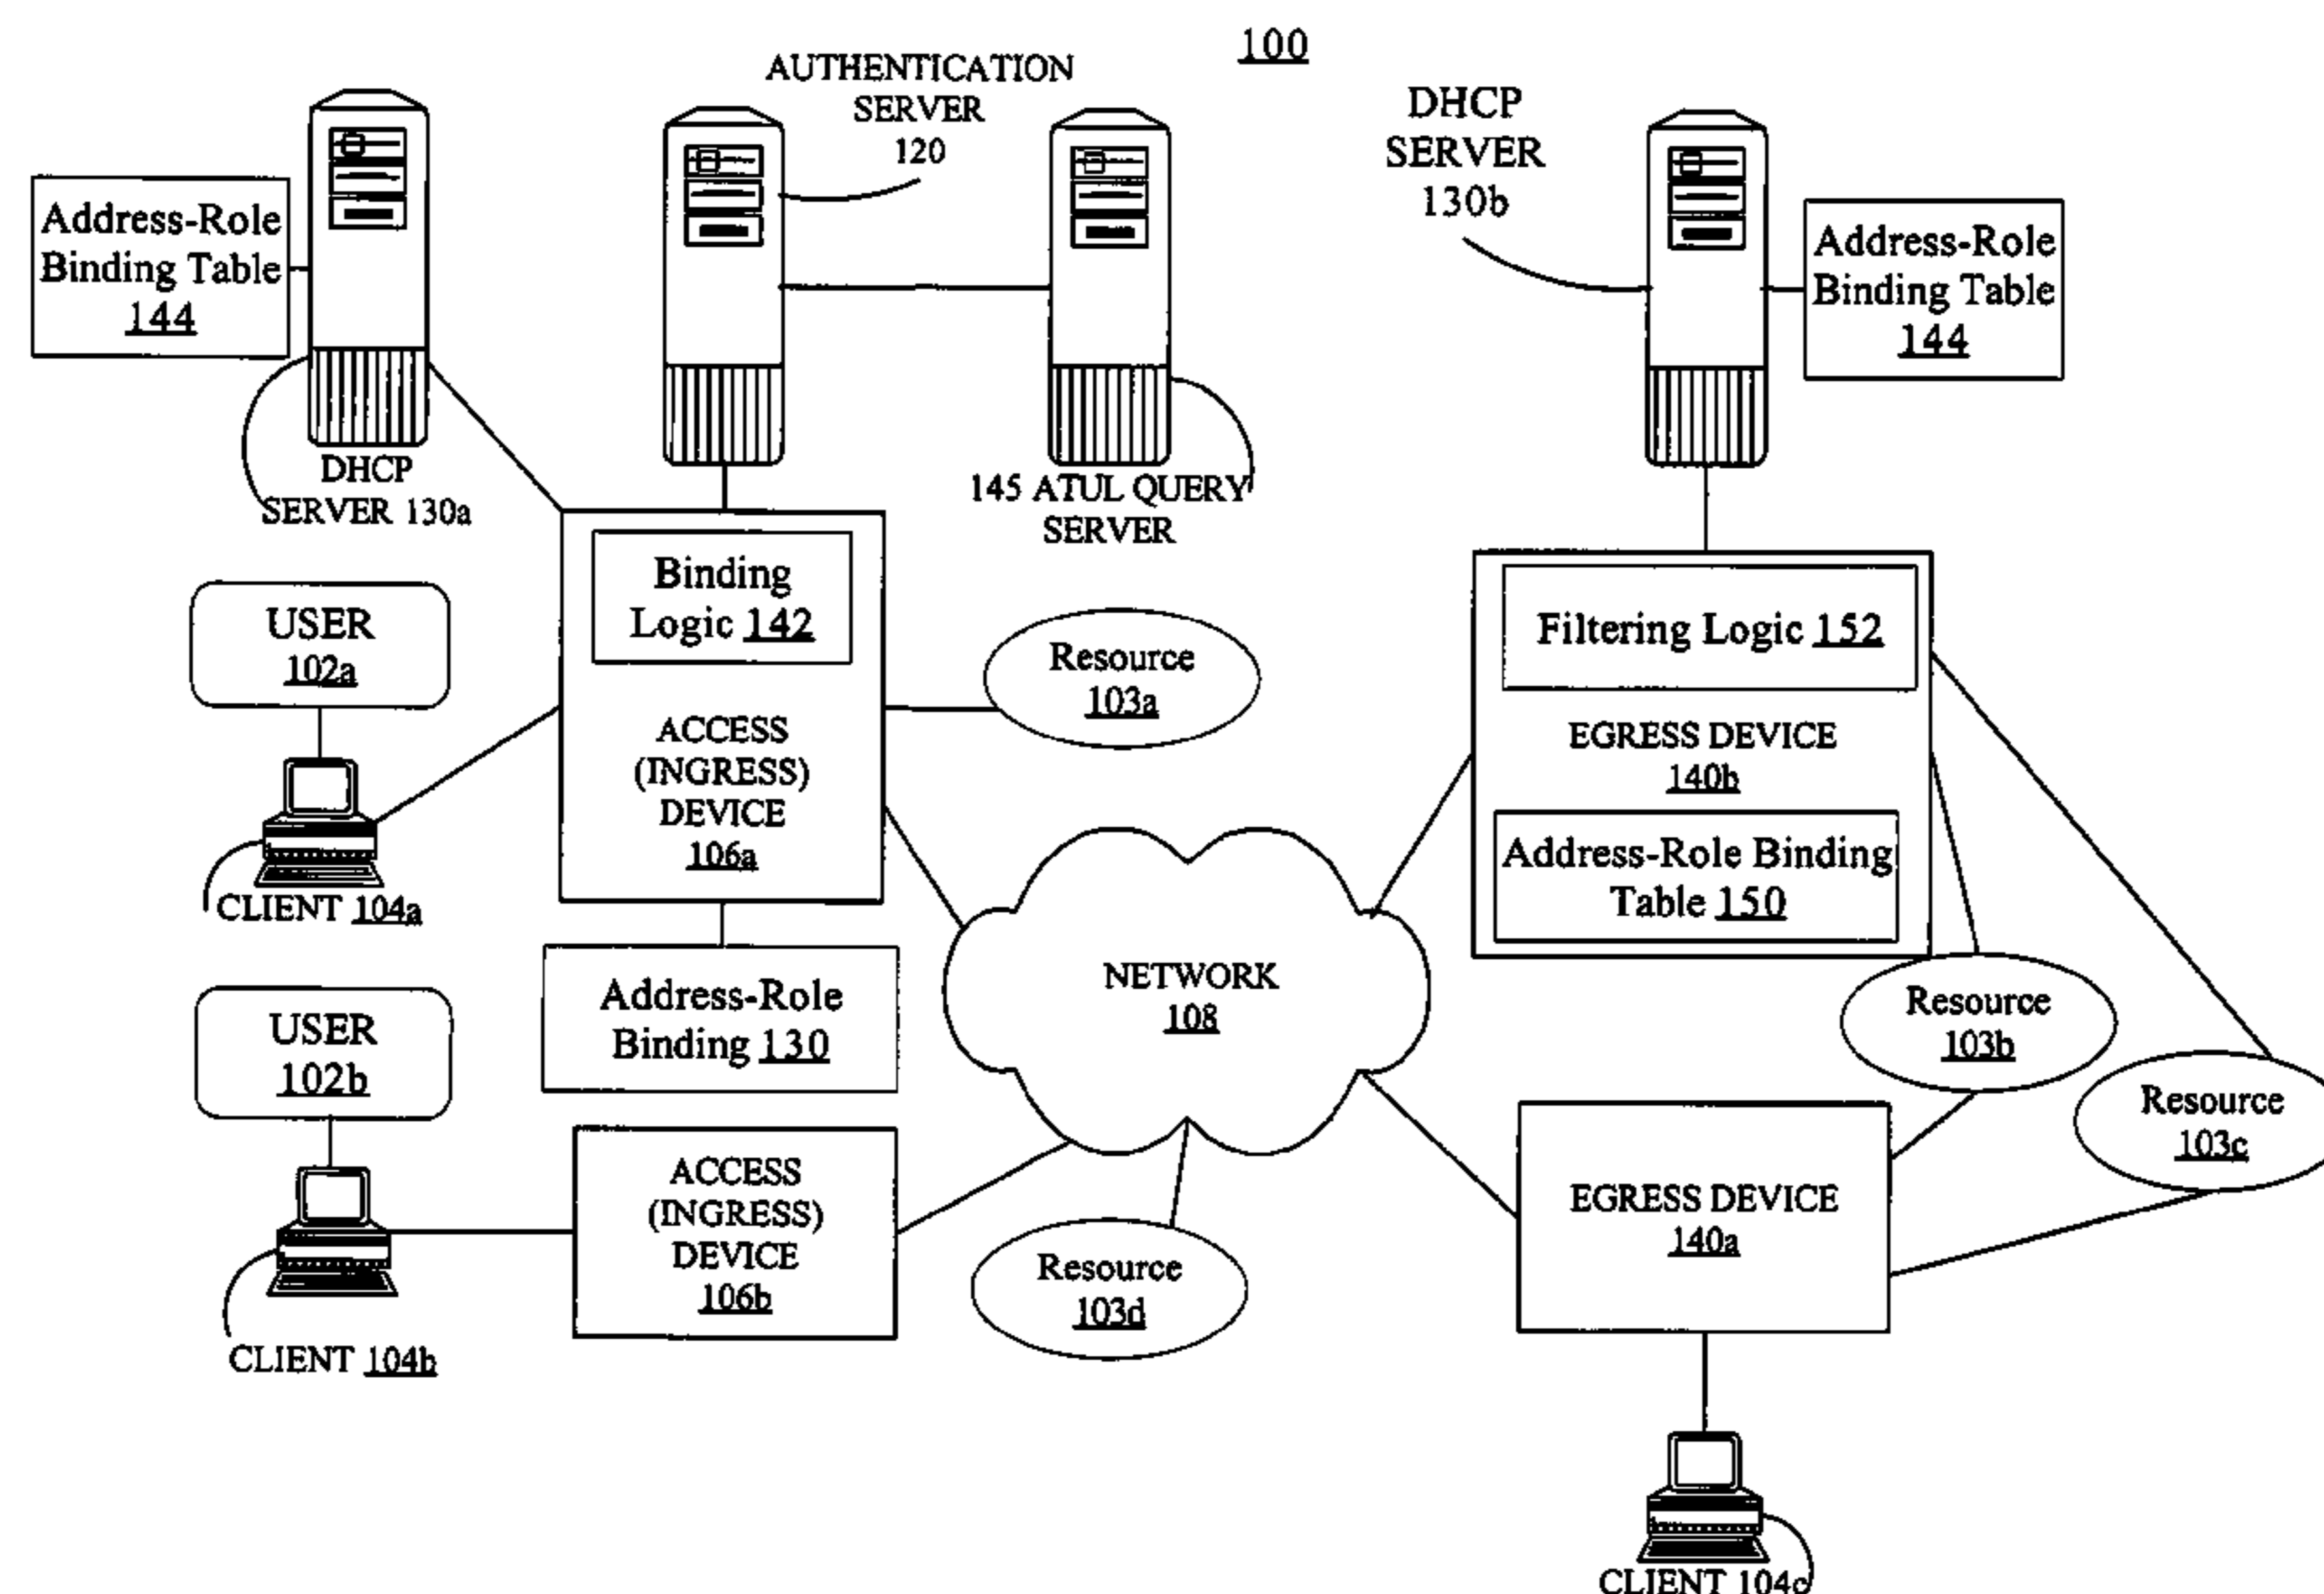 100
AUTHENTICATION
SERVER
120
DHCP
SERVER
130b
Address-Role
Binding Table
144
Address-Role
Binding Table
144
DHCP
SERVER 130a
145 ATUL QUERY
SERVER
Binding
Logic 142
USER
102a
Resource
103a
Filtering Logic 152
ACCESS
(INGRESS)
DEVICE
106a
EGRESS DEVICE
140b
Address-Role Binding
Table 150
CLIENT 104a
NETWORK
108
Address-Role
Binding 130
USER
102b
Resource
103b
Resource
103c
ACCESS
(INGRESS)
DEVICE
106b
EGRESS DEVICE
140a
Resource
103d
CLIENT 104b
CLIENT 104c